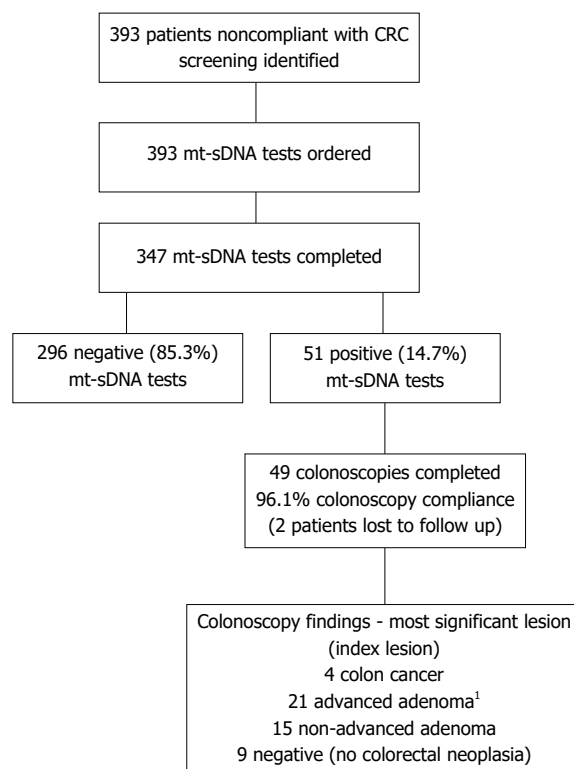 393 patients noncompliant with CRC
screening identified
393 mt-sDNA tests ordered
347 mt-sDNA tests completed
296 negative (85.3%)
mt-sDNA tests
51 positive (14.7%)
mt-sDNA tests
49 colonoscopies completed
96.1% colonoscopy compliance
(2 patients lost to follow up)
Colonoscopy findings - most significant lesion
(index lesion)
4 colon cancer
21 advanced adenoma¹
15 non-advanced adenoma
9 negative (no colorectal neoplasia)